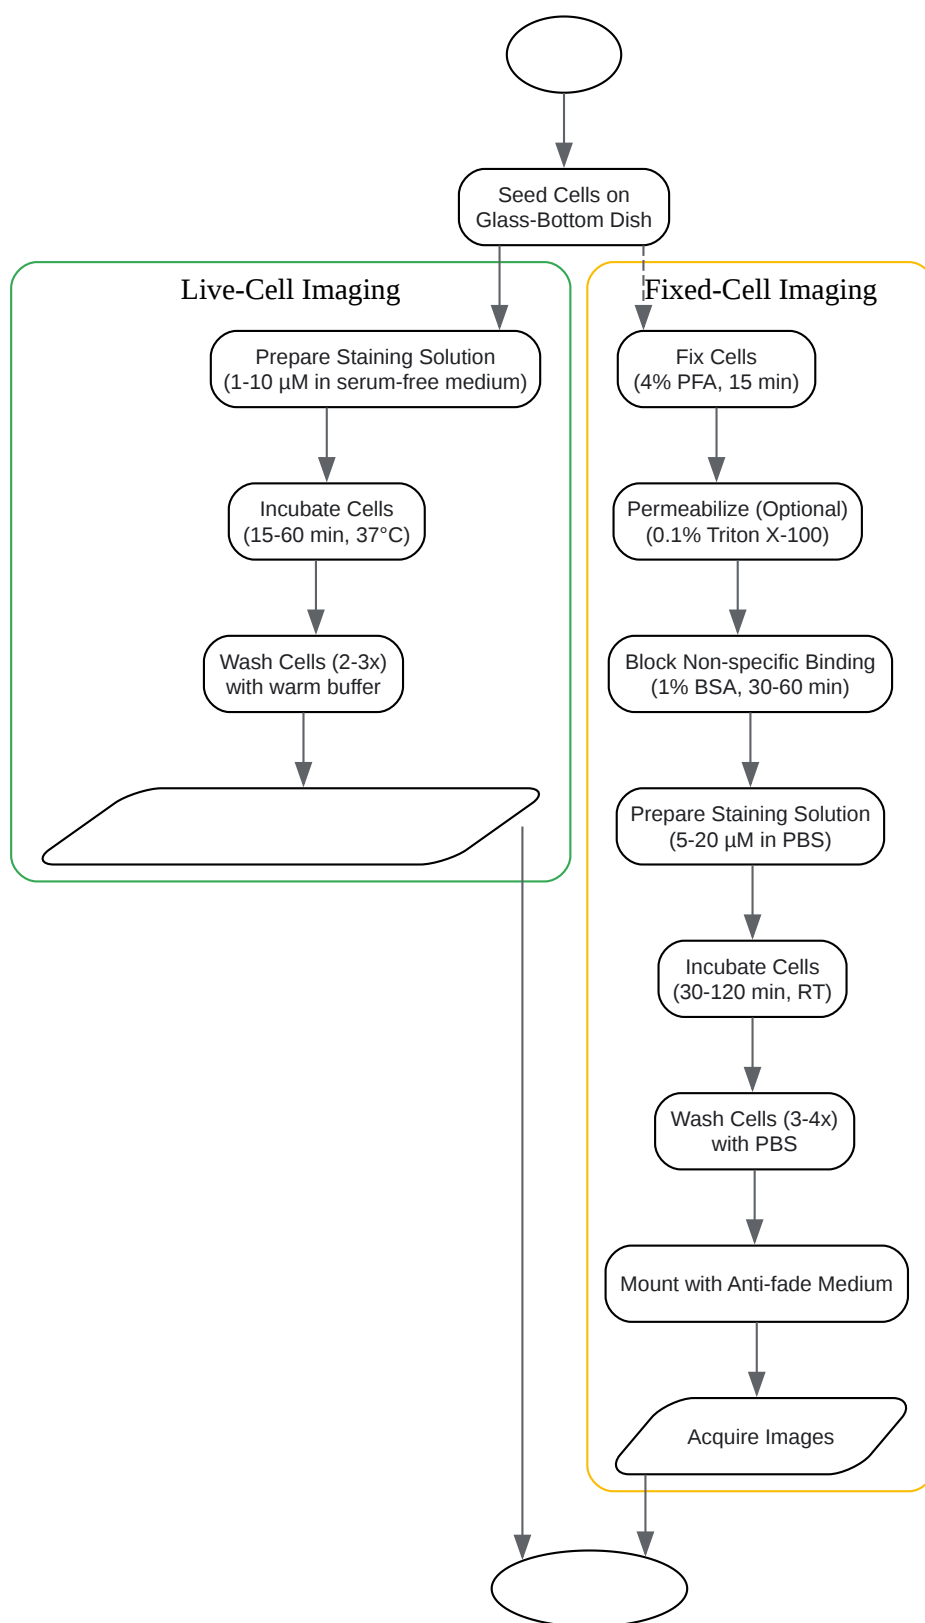 Seed Cells on
Glass-Bottom Dish
Live-Cell Imaging
Prepare Staining Solution
(1-10 µM in serum-free medium)
Incubate Cells
(15-60 min, 37°C)
Wash Cells (2-3x)
with warm buffer
Fixed-Cell Imaging
Fix Cells
(4% PFA, 15 min)
Permeabilize (Optional)
(0.1% Triton X-100)
Block Non-specific Binding
(1% BSA, 30-60 min)
Prepare Staining Solution
(5-20 µM in PBS)
Incubate Cells
(30-120 min, RT)
Wash Cells (3-4x)
with PBS
Mount with Anti-fade Medium
Acquire Images